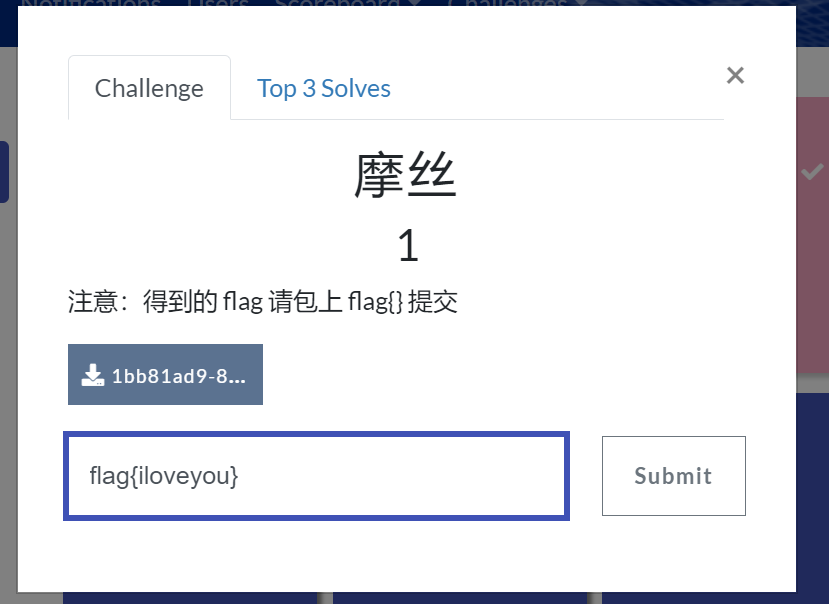 Notifications Users Scoreboard Challenges
Challenge
Top 3 Solves
×
摩丝
1
注意：得到的 flag 请包上 flag{} 提交
1bb81ad9-8...
flag{iloveyou}
Submit